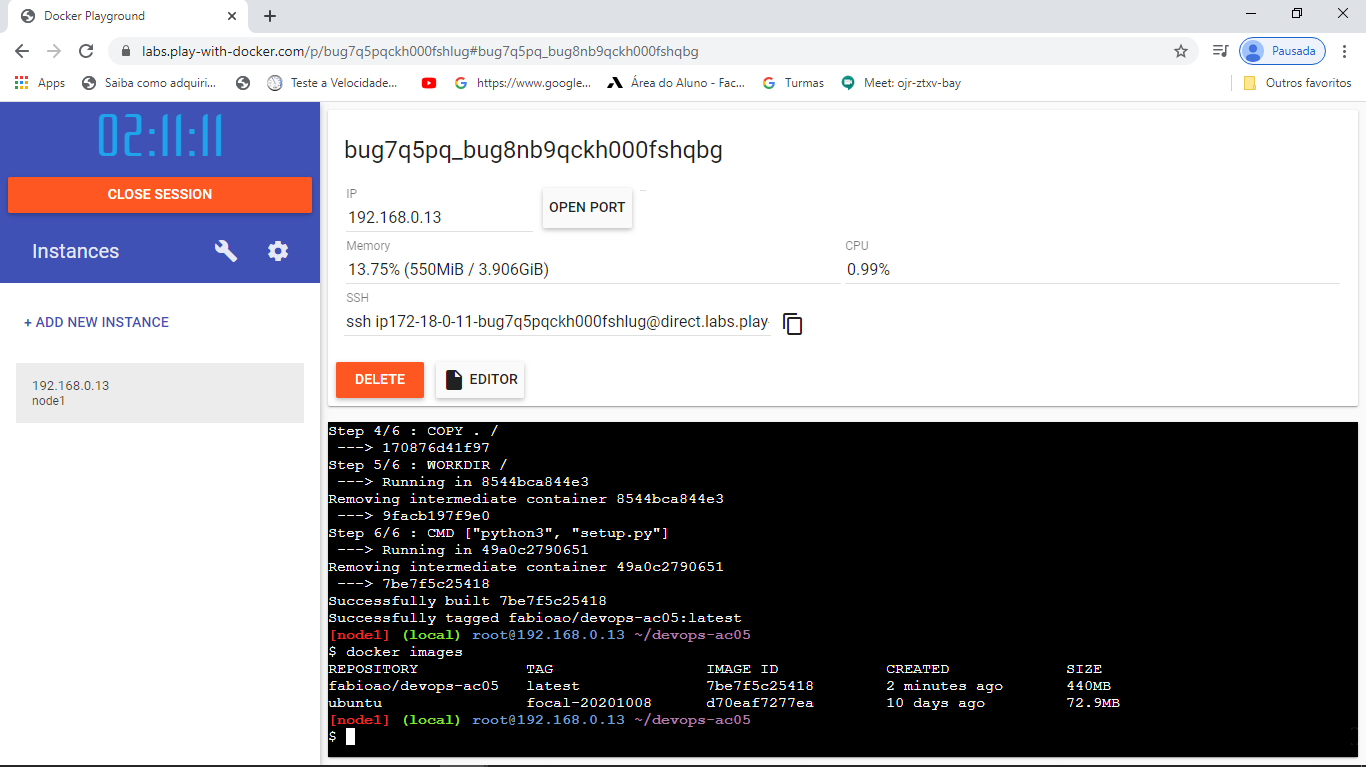 Docker Playground
labs.play-with-docker.com/p/bug7q5pqckh000fshlug#bug7q5pq_bug8nb9qckh000fshqbg
Pausada
Apps
Saiba como adquiri...
Teste a Velocidade...
https://www.google...
Área do Aluno - Fac...
Turmas
Meet: ojr-ztxv-bay
Outros favoritos
02:11:11
CLOSE SESSION
Instances
+ ADD NEW INSTANCE
192.168.0.13
node1
bug7q5pq_bug8nb9qckh000fshqbg
IP
192.168.0.13
OPEN PORT
Memory
13.75% (550MiB / 3.906GiB)
CPU
0.99%
SSH
ssh ip172-18-0-11-bug7q5pqckh000fshlug@direct.labs.play-
DELETE
EDITOR
Step 4/6 : COPY . /
---> 170876d41f97
Step 5/6 : WORKDIR /
---> Running in 8544bca844e3
Removing intermediate container 8544bca844e3
---> 9facb197f9e0
Step 6/6 : CMD ["python3", "setup.py"]
---> Running in 49a0c2790651
Removing intermediate container 49a0c2790651
---> 7be7f5c25418
Successfully built 7be7f5c25418
Successfully tagged fabioao/devops-ac05:latest
[node1] (local) root@192.168.0.13 ~/devops-ac05
$ docker images
REPOSITORY TAG IMAGE ID CREATED SIZE
fabioao/devops-ac05 latest 7be7f5c25418 2 minutes ago 440MB
ubuntu focal-20201008 d70eaf7277ea 10 days ago 72.9MB
[node1] (local) root@192.168.0.13 ~/devops-ac05
$